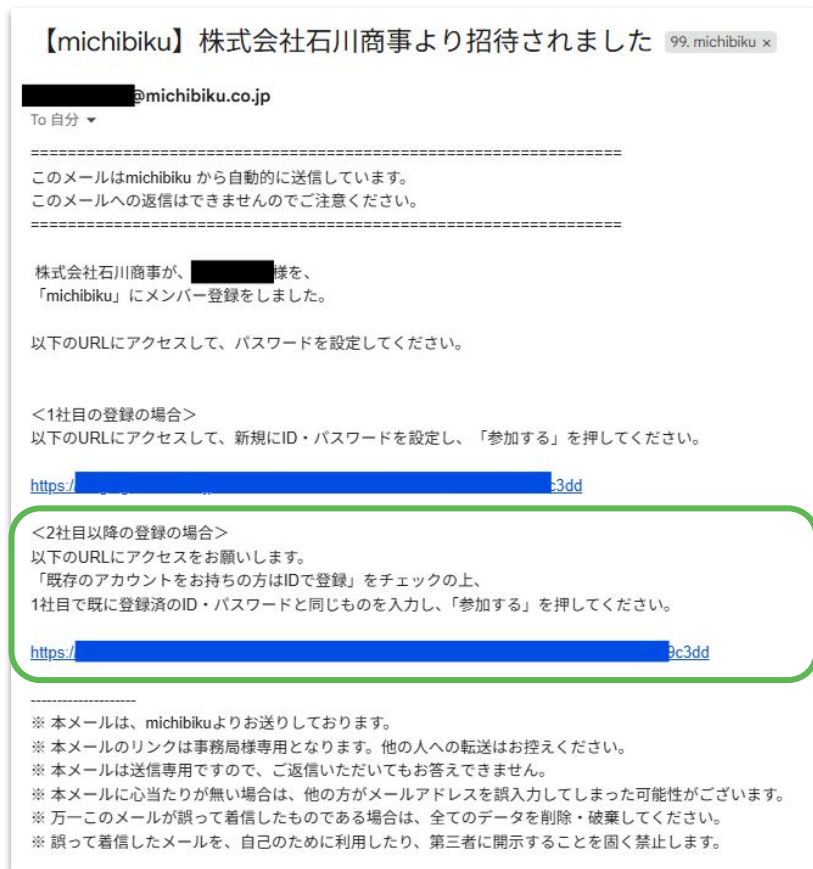 【michibiku】株式会社石川商事より招待されました 99. michibiku ×
@michibiku.co.jp
To 自分
================================================================
このメールはmichibiku から自動的に送信しています。
このメールへの返信はできませんのでご注意ください。
================================================================
株式会社石川商事が、 様を、
「michibiku」にメンバー登録をしました。
以下のURLにアクセスして、パスワードを設定してください。
＜1社目の登録の場合＞
以下のURLにアクセスして、新規にID・パスワードを設定し、「参加する」を押してください。
https:/ c3dd
＜2社目以降の登録の場合＞
以下のURLにアクセスをお願いします。
「既存のアカウントをお持ちの方はIDで登録」をチェックの上、
1社目で既に登録済のID・パスワードと同じものを入力し、「参加する」を押してください。
https:/ 9c3dd
--------------------
※ 本メールは、michibikuよりお送りしております。
※ 本メールのリンクは事務局様専用となります。他の人への転送はお控えください。
※ 本メールは送信専用ですので、ご返信いただいてもお答えできません。
※ 本メールに心当たりが無い場合は、他の方がメールアドレスを誤入力してしまった可能性がございます。
※ 万一このメールが誤って着信したものである場合は、全てのデータを削除・破棄してください。
※ 誤って着信したメールを、自己のために利用したり、第三者に開示することを固く禁止します。